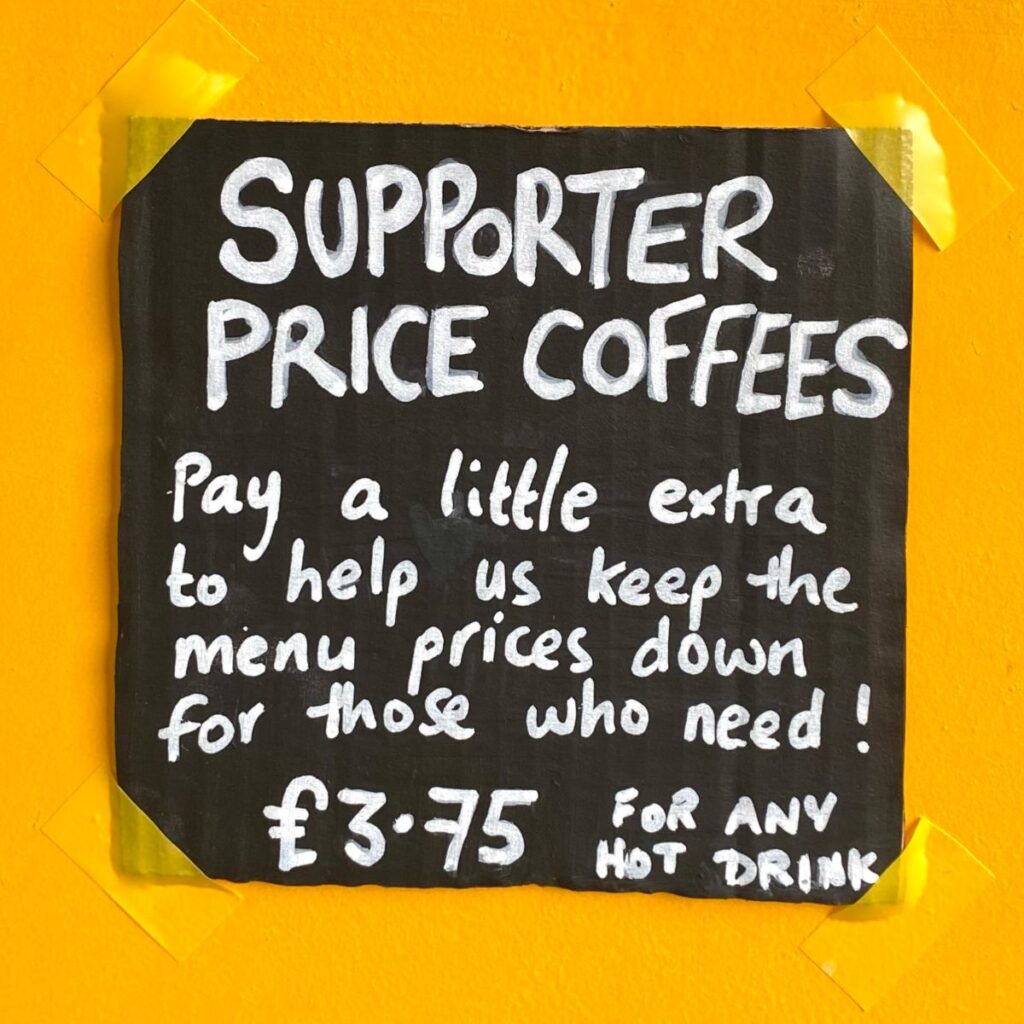 SUPPORTER
PRICE COFFEES
Pay a little extra
to help us keep the
menu prices down
for those who need!
£3.75 FOR ANY
HOT DRINK